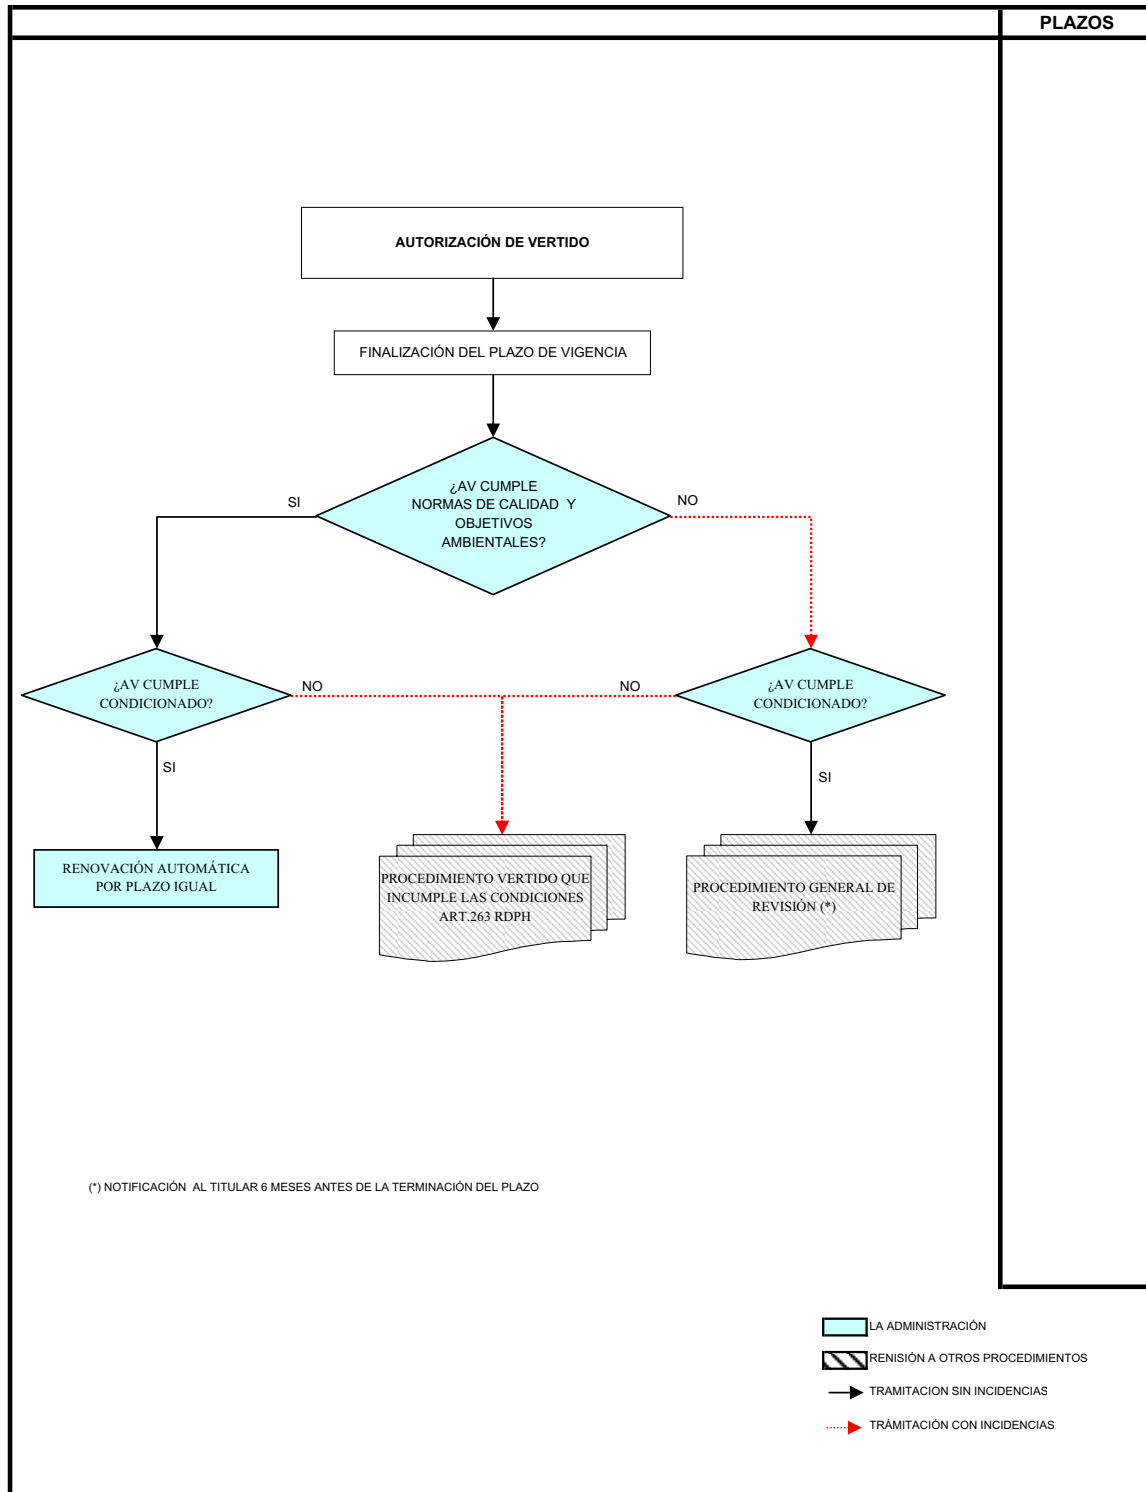 PLAZOS
AUTORIZACIÓN DE VERTIDO
FINALIZACIÓN DEL PLAZO DE VIGENCIA
¿AV CUMPLE
NORMAS DE CALIDAD Y
OBJETIVOS
AMBIENTALES?
SI
NO
¿AV CUMPLE
CONDICIONADO?
NO
NO
¿AV CUMPLE
CONDICIONADO?
SI
SI
RENOVACIÓN AUTOMÁTICA
POR PLAZO IGUAL
PROCEDIMIENTO VERTIDO QUE
INCUMPLE LAS CONDICIONES
ART.263 RDPH
PROCEDIMIENTO GENERAL DE
REVISIÓN (*)
(*) NOTIFICACIÓN AL TITULAR 6 MESES ANTES DE LA TERMINACIÓN DEL PLAZO
LA ADMINISTRACIÓN
RENISIÓN A OTROS PROCEDIMIENTOS
TRAMITACION SIN INCIDENCIAS
TRÁMITACIÓN CON INCIDENCIAS